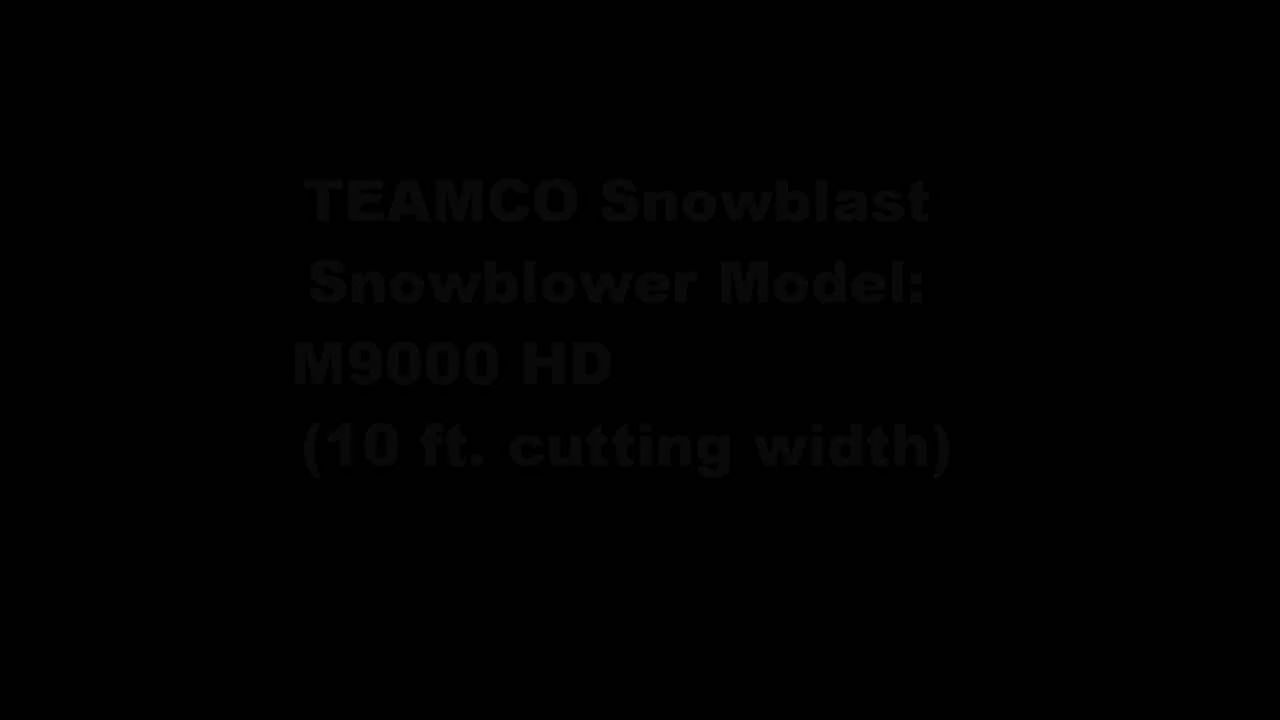 TEAMCO Snowblast
Snowblower Model:
M9000 HD
(10 ft. cutting width)